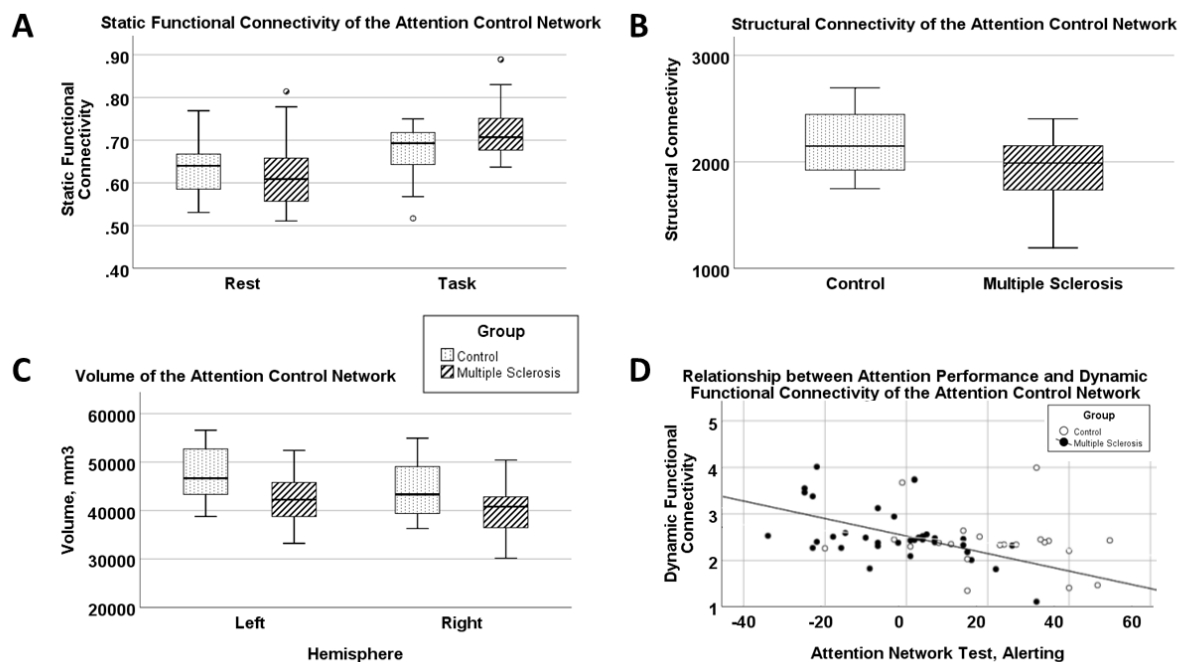 A
Static Functional Connectivity of the Attention Control Network
Static Functional
Connectivity
.90
.80
.70
.60
.50
.40
Rest
Task
B
Structural Connectivity of the Attention Control Network
Structural Connectivity
3000
2000
1000
Control
Multiple Sclerosis
Group
Control
Multiple Sclerosis
C
Volume of the Attention Control Network
Volume, mm3
60000
50000
40000
30000
20000
Left
Right
Hemisphere
D
Relationship between Attention Performance and Dynamic
Functional Connectivity of the Attention Control Network
Group
Control
Multiple Sclerosis
Dynamic Functional
Connectivity
5
4
3
2
1
-40
-20
0
20
40
60
Attention Network Test, Alerting